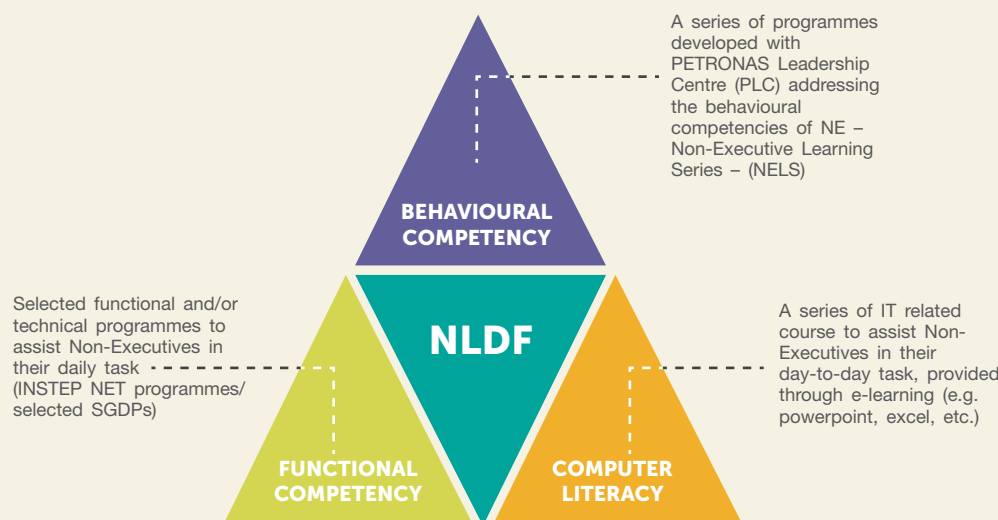 A series of programmes
developed with
PETRONAS Leadership
Centre (PLC) addressing
the behavioural
competencies of NE –
Non-Executive Learning
Series – (NELS)
BEHAVIOURAL
COMPETENCY
NLDF
Selected functional and/or
technical programmes to
assist Non-Executives in
their daily task
(INSTEP NET programmes/
selected SGDPs)
A series of IT related
course to assist Non-
Executives in their
day-to-day task, provided
through e-learning (e.g.
powerpoint, excel, etc.)
FUNCTIONAL
COMPETENCY
COMPUTER
LITERACY